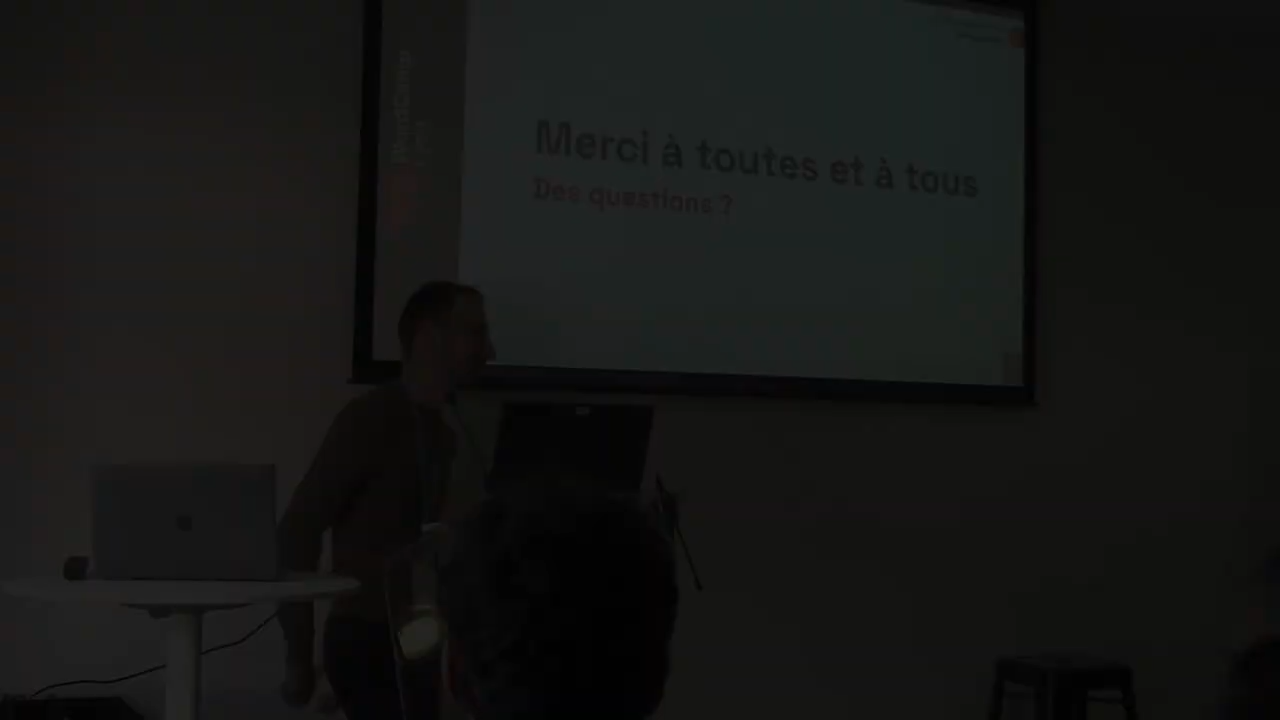 Merci à toutes et à tous
Des questions ?